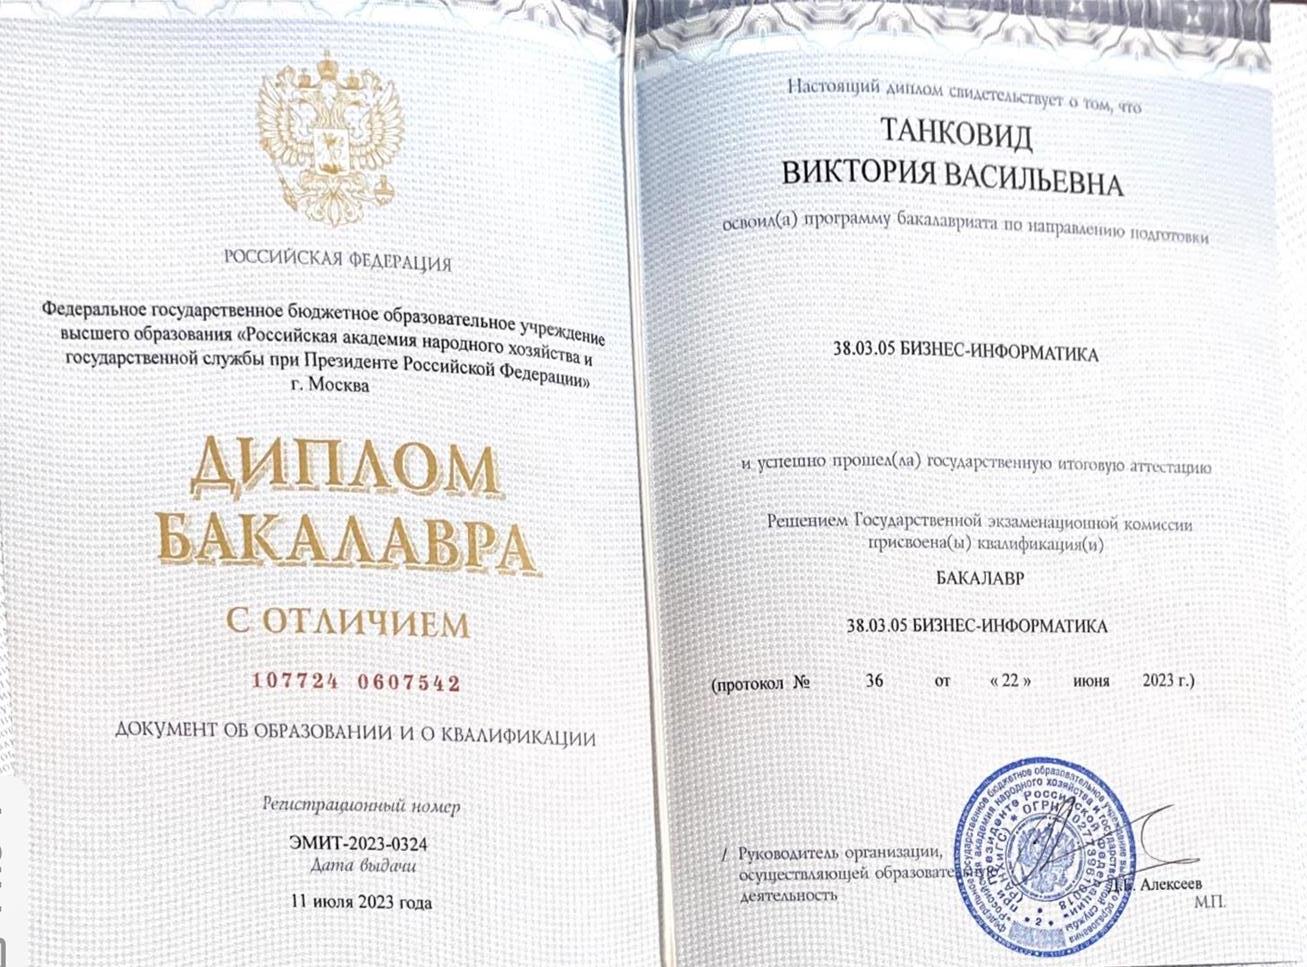 РОССИЙСКАЯ ФЕДЕРАЦИЯ
Федеральное государственное бюджетное образовательное учреждение
высшего образования «Российская академия народного хозяйства и
государственной службы при Президенте Российской Федерации»
г. Москва
ДИПЛОМ
БАКАЛАВРА
С ОТЛИЧИЕМ
107724 0607542
ДОКУМЕНТ ОБ ОБРАЗОВАНИИ И О КВАЛИФИКАЦИИ
Регистрационный номер
ЭМИТ-2023-0324
Дата выдачи
11 июля 2023 года
Настоящий диплом свидетельствует о том, что
ТАНКОВИД
ВИКТОРИЯ ВАСИЛЬЕВНА
освоил(а) программу бакалавриата по направлению подготовки
38.03.05 БИЗНЕС-ИНФОРМАТИКА
и успешно прошел(ла) государственную итоговую аттестацию
Решением Государственной экзаменационной комиссии
присвоена(ы) квалификация(и)
БАКАЛАВР
38.03.05 БИЗНЕС-ИНФОРМАТИКА
(протокол № 36 от « 22 » июня 2023 г.)
/ Руководитель организации,
осуществляющей
деятельность
Алексеев
М.П.